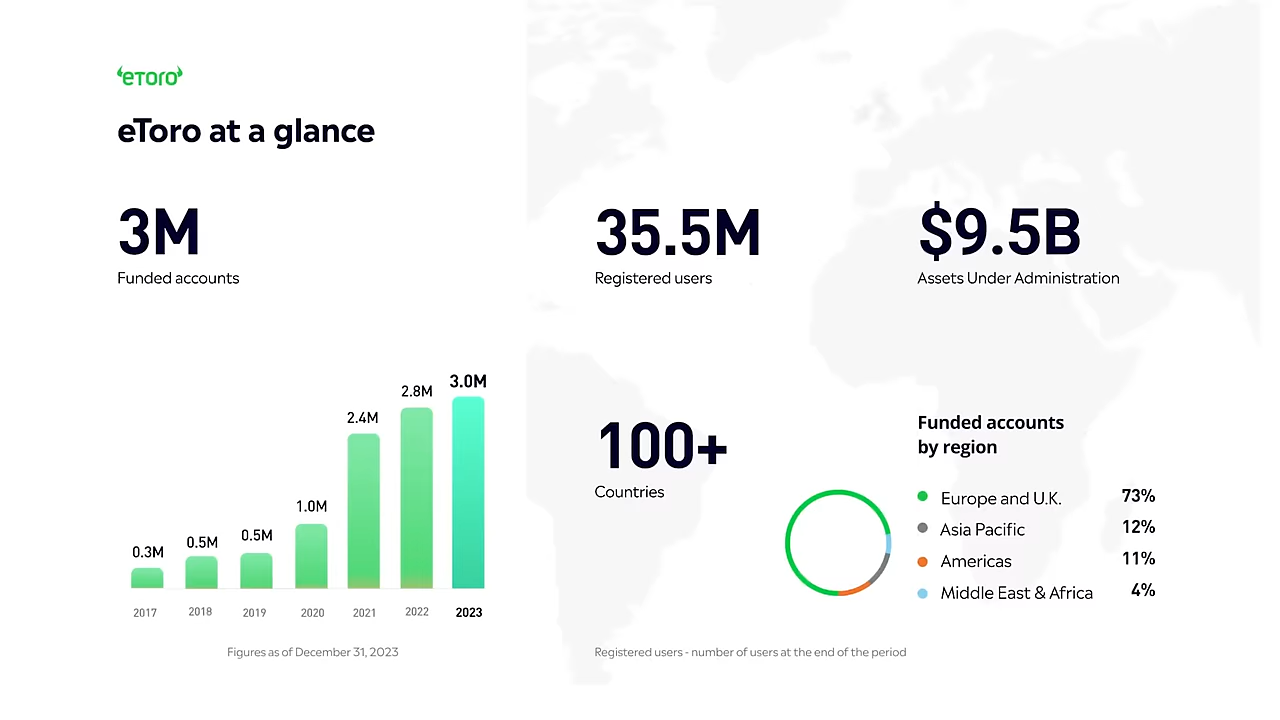 eTORO
eToro at a glance
3M
Funded accounts
35.5M
Registered users
$9.5B
Assets Under Administration
0.3M
0.5M
0.5M
1.0M
2.4M
2.8M
3.0M
2017
2018
2019
2020
2021
2022
2023
Figures as of December 31, 2023
100+
Countries
Funded accounts
by region
Europe and U.K. 73%
Asia Pacific 12%
Americas 11%
Middle East & Africa 4%
Registered users - number of users at the end of the period